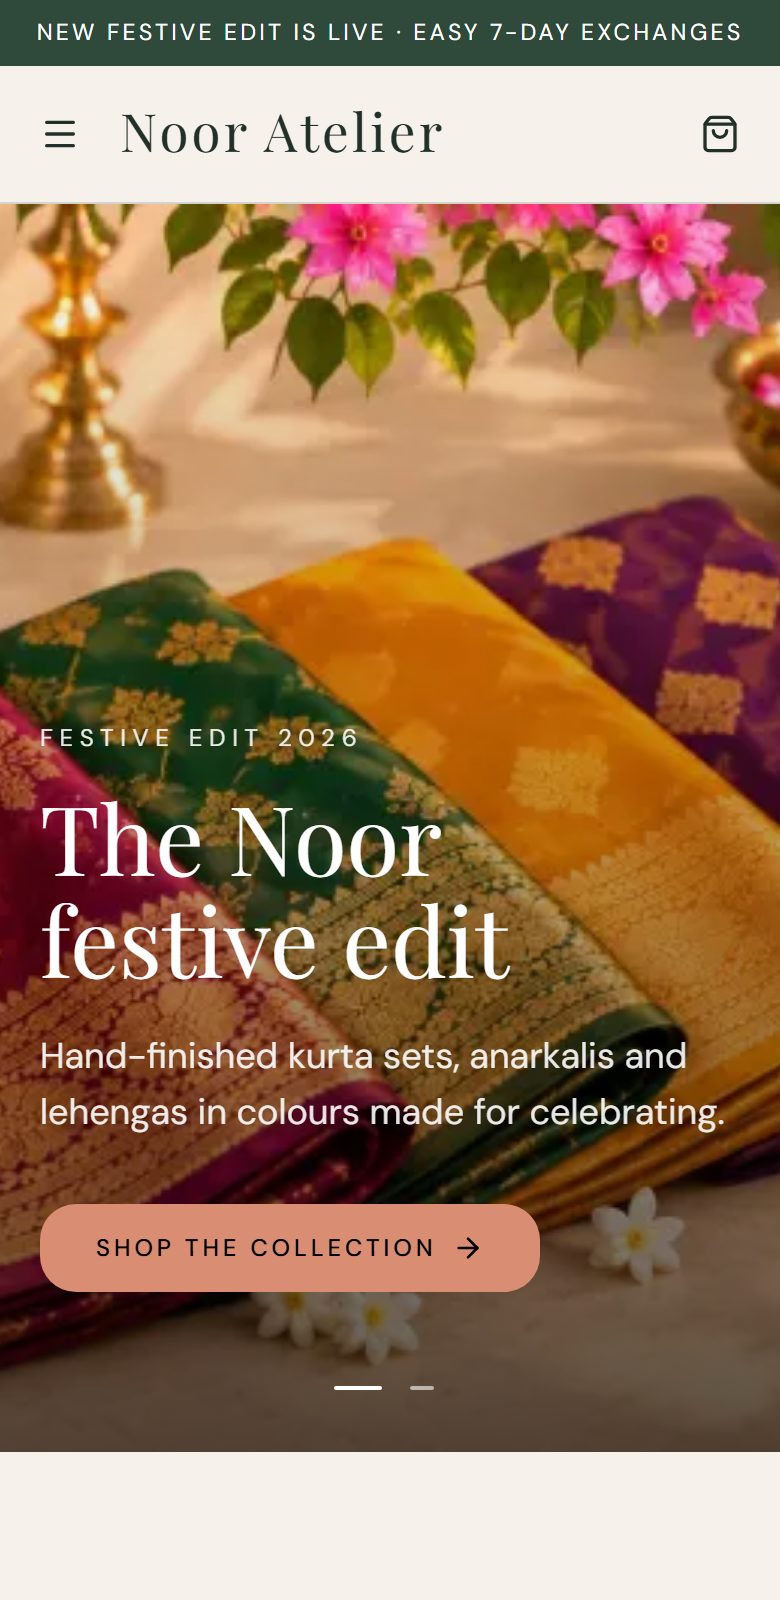 NEW FESTIVE EDIT IS LIVE · EASY 7-DAY EXCHANGES
Noor Atelier
FESTIVE EDIT 2026
The Noor
festive edit
Hand-finished kurta sets, anarkalis and
lehengas in colours made for celebrating.
SHOP THE COLLECTION →